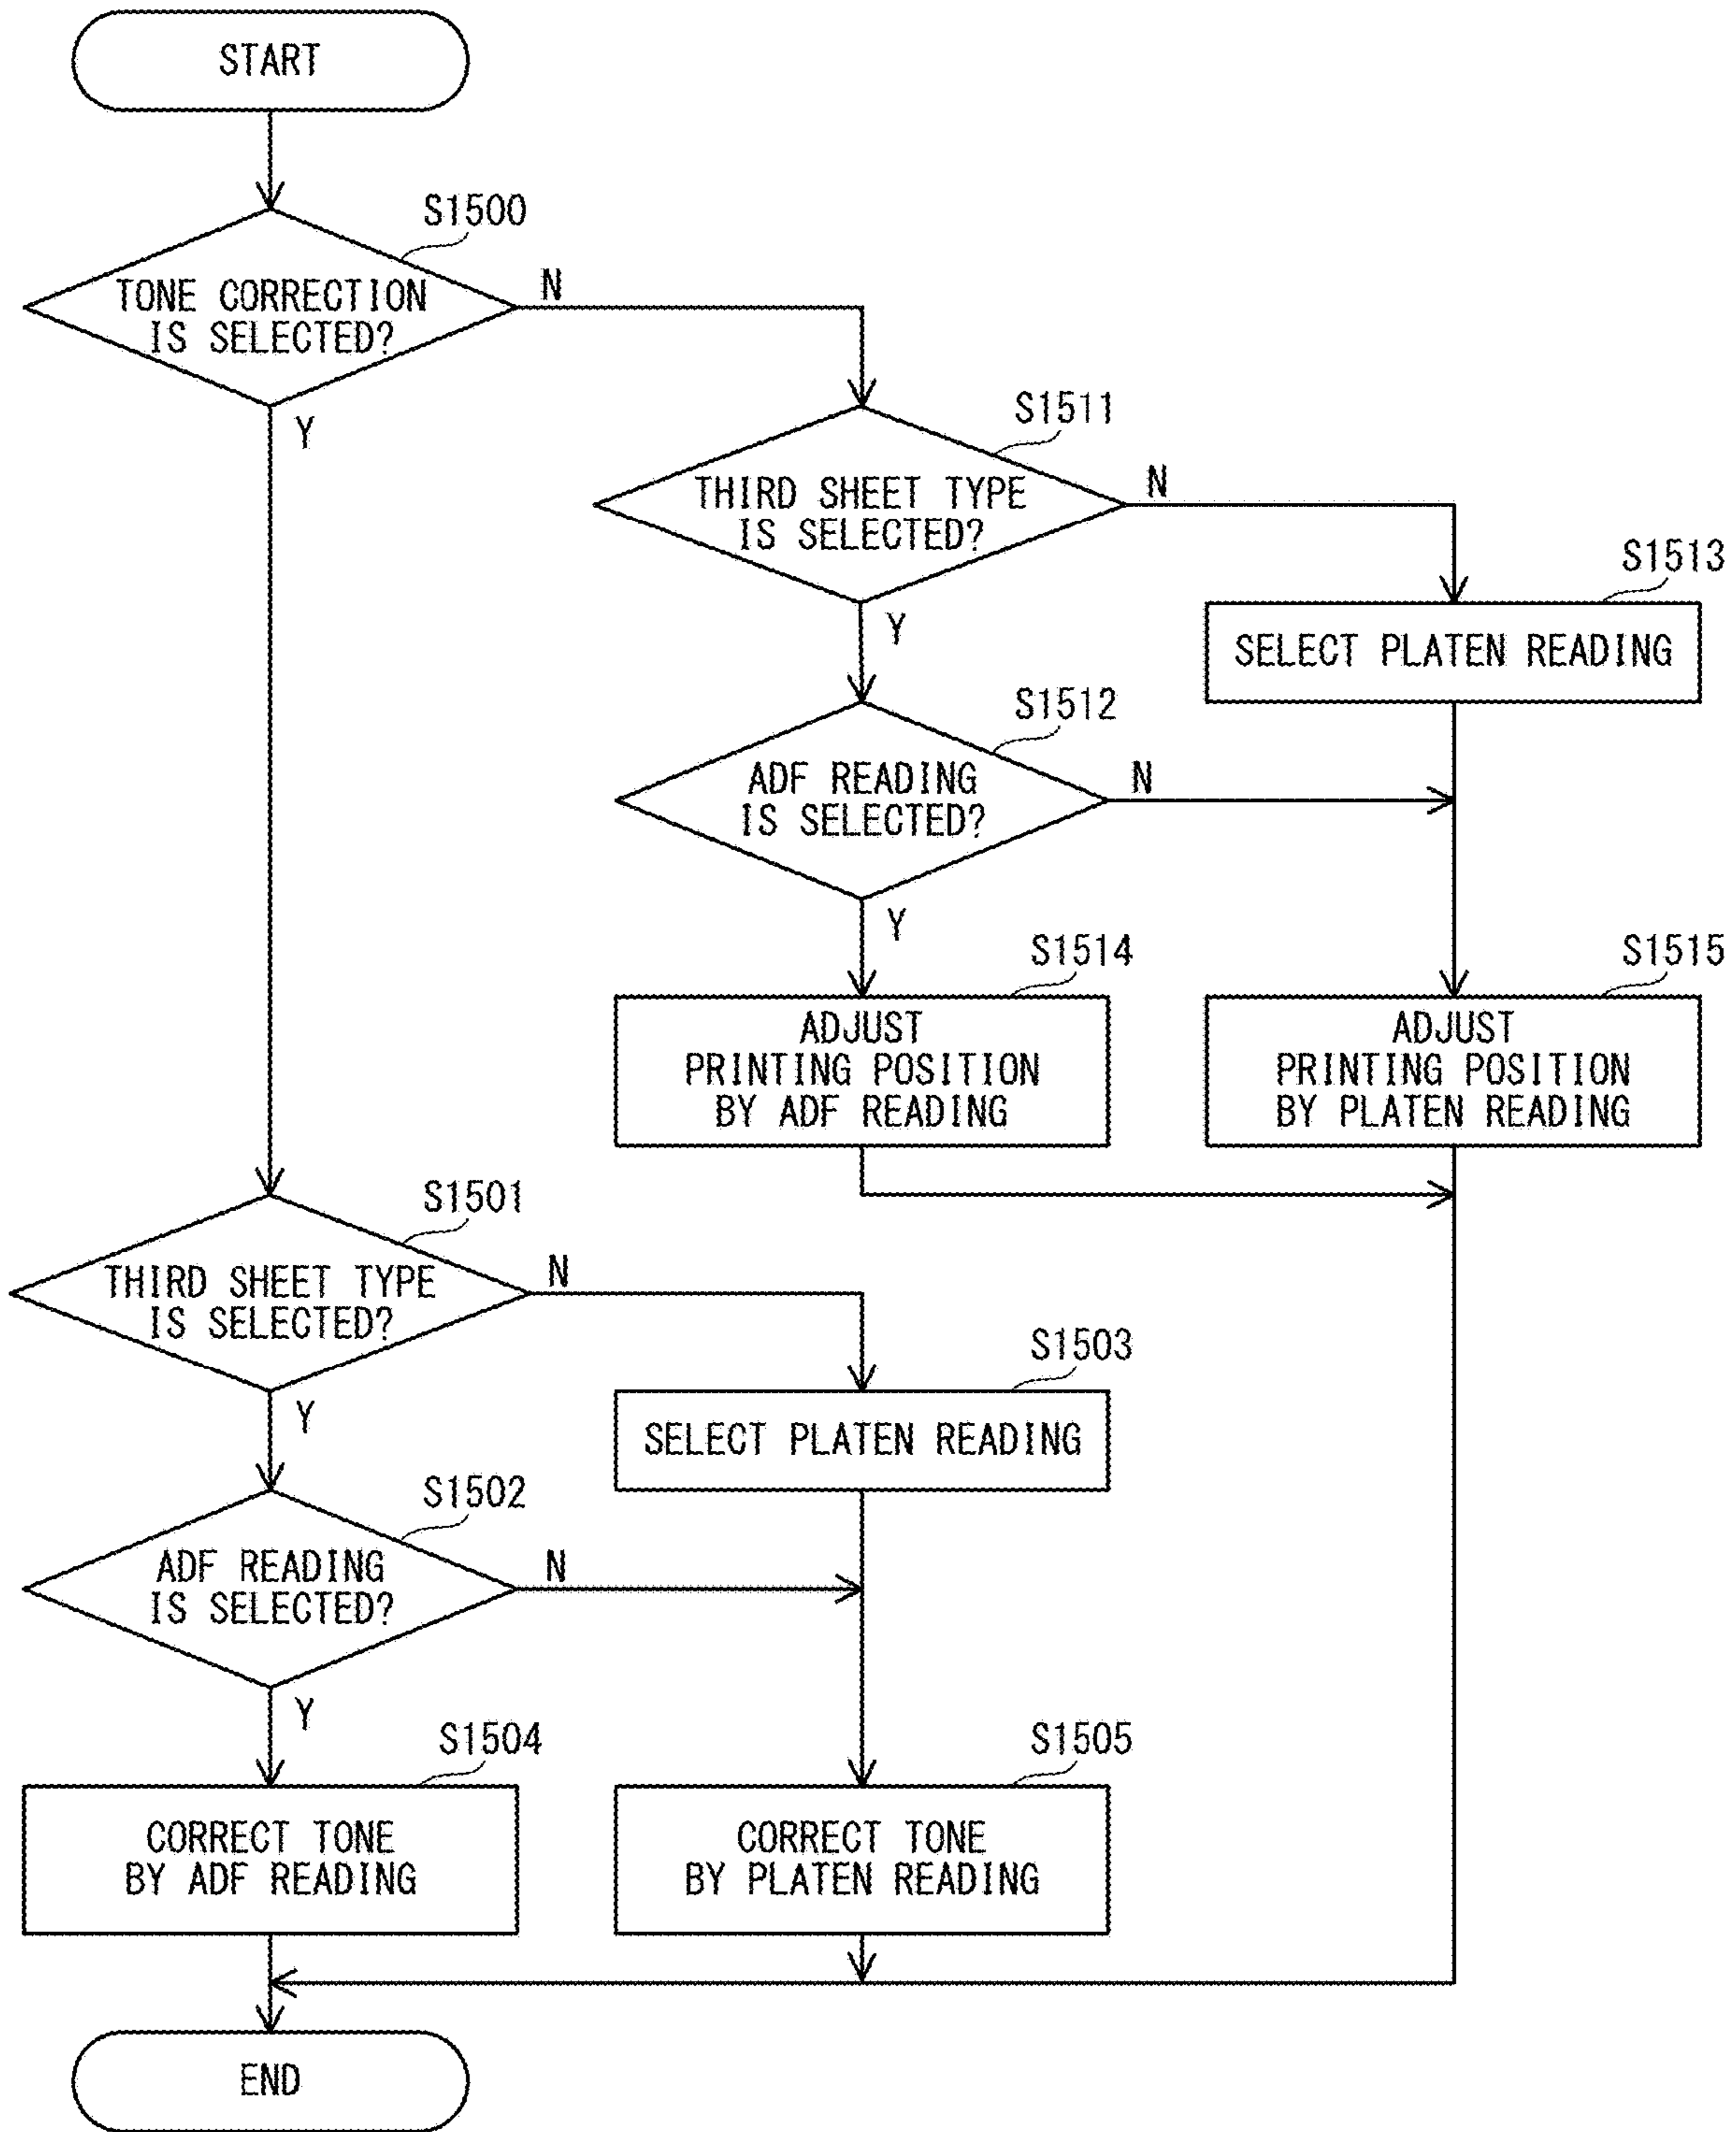 START
S1500
TONE CORRECTION
IS SELECTED?
N
Y
S1511
THIRD SHEET TYPE
IS SELECTED?
N
Y
S1513
SELECT PLATEN READING
S1512
ADF READING
IS SELECTED?
N
Y
S1514
ADJUST
PRINTING POSITION
BY ADF READING
S1515
ADJUST
PRINTING POSITION
BY PLATEN READING
S1501
THIRD SHEET TYPE
IS SELECTED?
N
Y
S1503
SELECT PLATEN READING
S1502
ADF READING
IS SELECTED?
N
Y
S1504
CORRECT TONE
BY ADF READING
S1505
CORRECT TONE
BY PLATEN READING
END